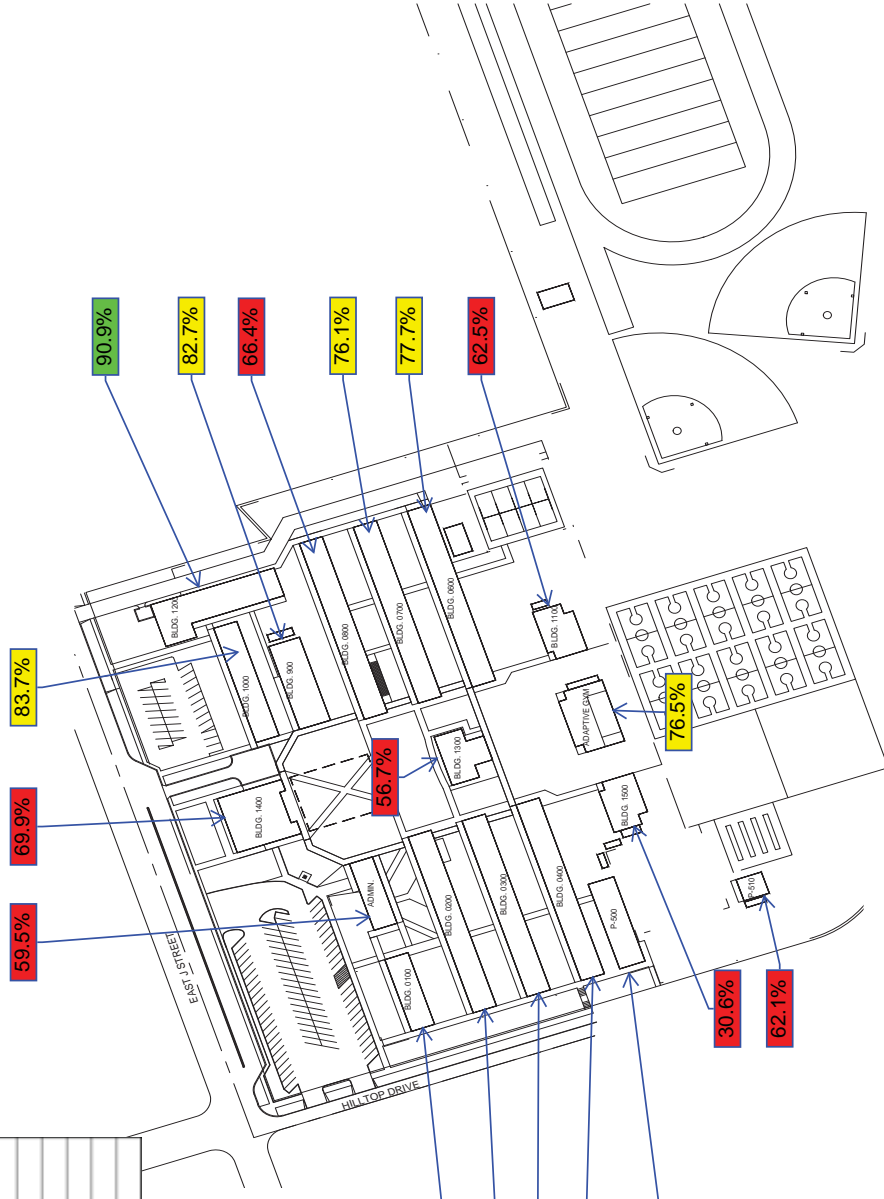 90.9%
82.7%
66.4%
76.1%
77.7%
62.5%
83.7%
69.9%
59.5%
56.7%
76.5%
30.6%
62.1%
EAST J STREET
HILLTOP DRIVE
BLDG. 1200
BLDG. 1000
BLDG. 900
BLDG. 0800
BLDG. 0700
BLDG. 0600
BLDG. 1100
BLDG. 1400
BLDG. 1300
ADAPTIVE GYM
ADMIN.
BLDG. 0100
BLDG. 0200
BLDG. 0300
BLDG. 0400
P-500
BLDG. 1500
P-510